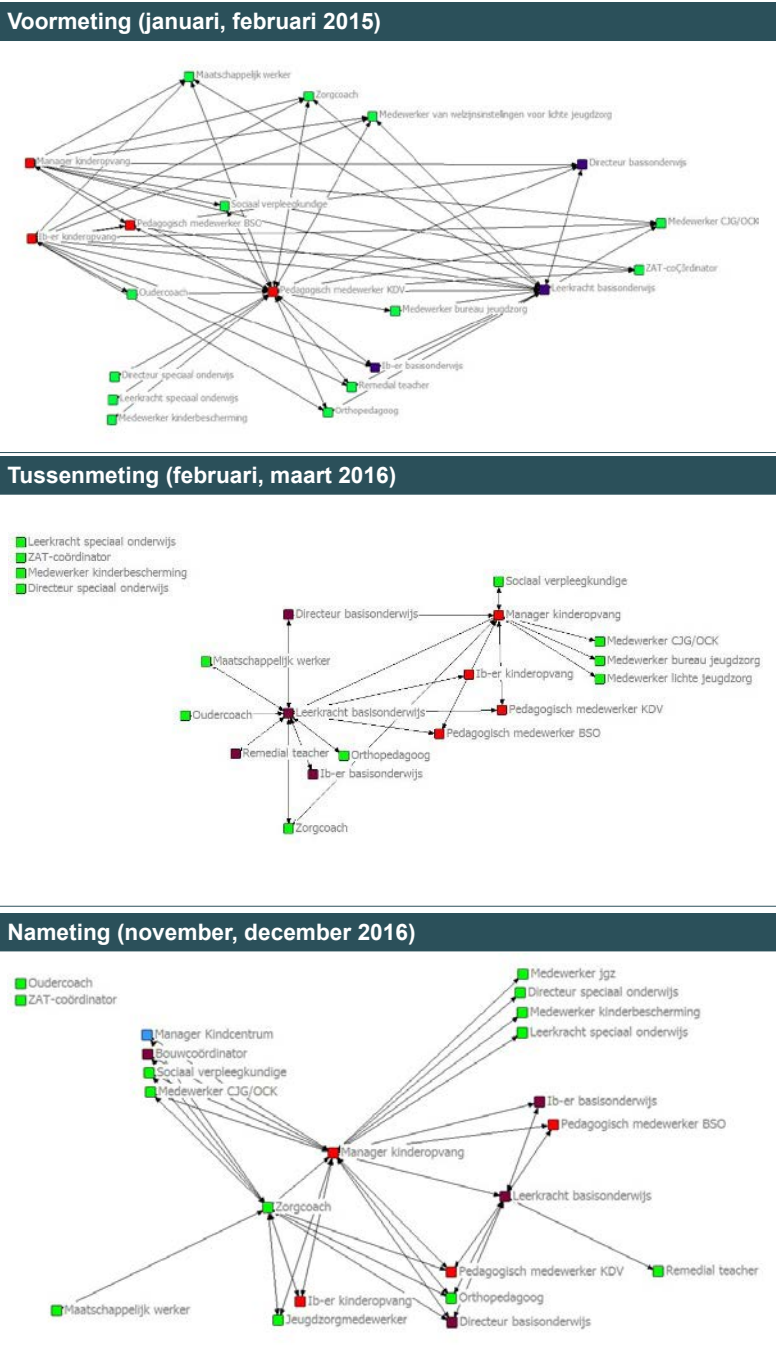 Voormeting (januari, februari 2015)
Maatschappelijk werker
Zorgcoach
Medewerker van welzijnsinstelingen voor lichte jeugdzorg
Manager kinderopvang
Directeur bassonderwijs
Sociaal verpleegkundige
Pedagogisch medewerker BSO
Medewerker CJG/OCK
Ib-er kinderopvang
ZAT-coÇördinator
Oudercoach
Pedagogisch medewerker KDV
Leerkracht basisonderwijs
Medewerker bureau jeugdzorg
Ib-er basisonderwijs
Directeur speciaal onderwijs
Remedial teacher
Leerkracht speciaal onderwijs
Orthopedagoog
Medewerker kinderbescherming
Tussenmeting (februari, maart 2016)
Leerkracht speciaal onderwijs
ZAT-coördinator
Medewerker kinderbescherming
Directeur speciaal onderwijs
Sociaal verpleegkundige
Directeur basisonderwijs
Manager kinderopvang
Medewerker CJG/OCK
Maatschappelijk werker
Medewerker bureau jeugdzorg
Ib-er kinderopvang
Medewerker lichte jeugdzorg
Oudercoach
Leerkracht basisonderwijs
Pedagogisch medewerker KDV
Pedagogisch medewerker BSO
Remedial teacher
Orthopedagoog
Ib-er basisonderwijs
Zorgcoach
Nameting (november, december 2016)
Oudercoach
ZAT-coördinator
Medewerker jgz
Directeur speciaal onderwijs
Medewerker kinderbescherming
Leerkracht speciaal onderwijs
Manager Kindcentrum
Bouwcoördinator
Sociaal verpleegkundige
Medewerker CJG/OCK
Ib-er basisonderwijs
Pedagogisch medewerker BSO
Manager kinderopvang
Leerkracht basisonderwijs
Zorgcoach
Pedagogisch medewerker KDV
Remedial teacher
Orthopedagoog
Ib-er kinderopvang
Maatschappelijk werker
Jeugdzorgmedewerker
Directeur basisonderwijs